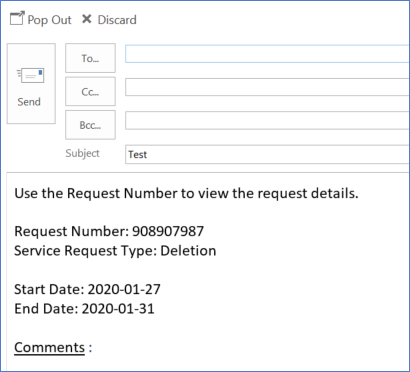 Pop Out Discard
To...
Send
Cc...
Bcc...
Subject Test
Use the Request Number to view the request details.
Request Number: 908907987
Service Request Type: Deletion
Start Date: 2020-01-27
End Date: 2020-01-31
Comments :